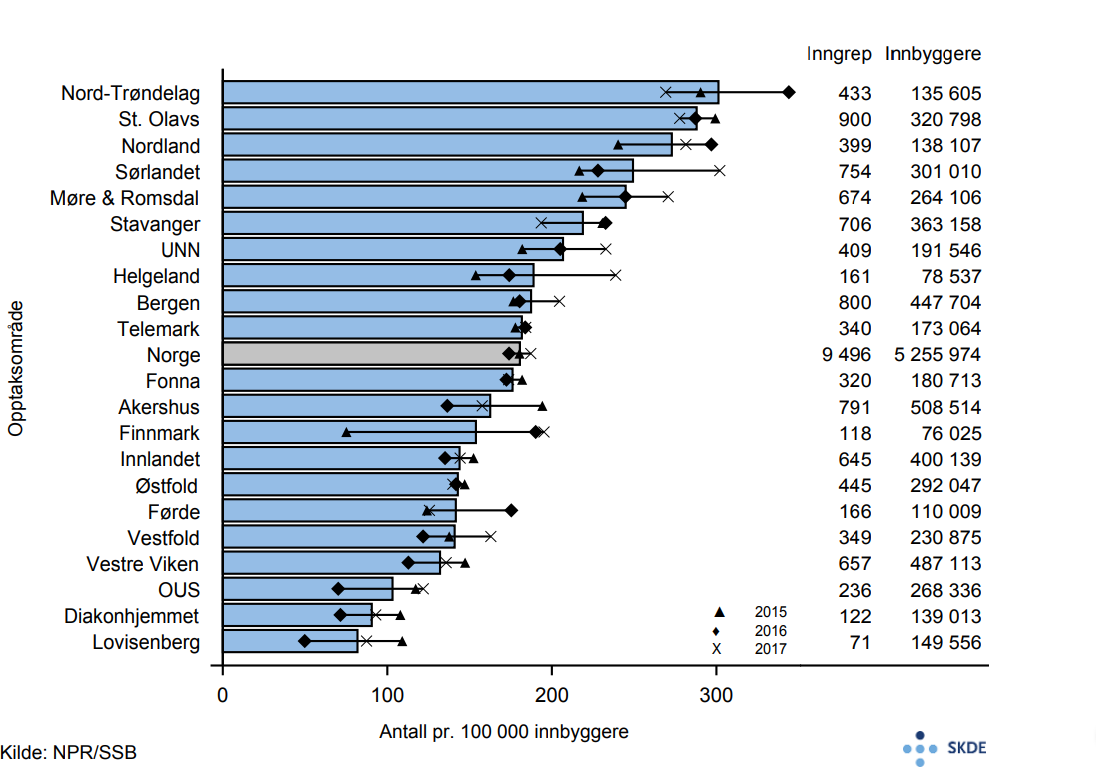 Inngrep Innbyggere
Nord-Trøndelag 433 135 605
St. Olavs 900 320 798
Nordland 399 138 107
Sørlandet 754 301 010
Møre & Romsdal 674 264 106
Stavanger 706 363 158
UNN 409 191 546
Helgeland 161 78 537
Bergen 800 447 704
Telemark 340 173 064
Norge 9 496 5 255 974
Fonna 320 180 713
Akershus 791 508 514
Finnmark 118 76 025
Innlandet 645 400 139
Østfold 445 292 047
Førde 166 110 009
Vestfold 349 230 875
Vestre Viken 657 487 113
OUS 236 268 336
Diakonhjemmet 122 139 013
Lovisenberg 71 149 556
Opptaksområde
2015
2016
X 2017
0 100 200 300
Antall pr. 100 000 innbyggere
Kilde: NPR/SSB
SKDE